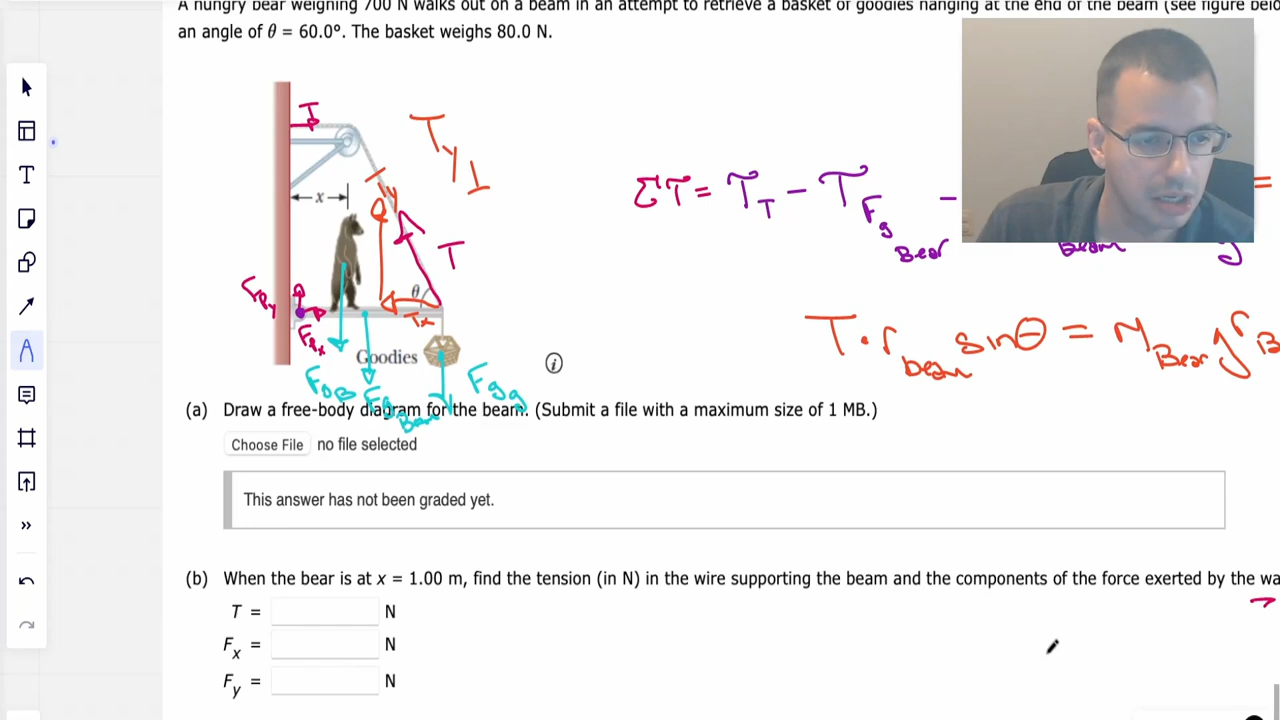 A hungry bear weighing 700 N walks out on a beam in an attempt to retrieve a basket of goodies hanging at the end of the beam (see figure belo
an angle of θ = 60.0°. The basket weighs 80.0 N.
T
T y ⊥
Ty
x
ΣT = T T − T Fg Bear − Beam g =
T
θ
F Ry
Tx
F Rx
T · r beam sinθ = M Bear g r B
Goodies
i
F g B
F g Beam
F g g
(a) Draw a free-body diagram for the beam. (Submit a file with a maximum size of 1 MB.)
Choose File no file selected
This answer has not been graded yet.
(b) When the bear is at x = 1.00 m, find the tension (in N) in the wire supporting the beam and the components of the force exerted by the wa
T = N
Fx = N
Fy = N